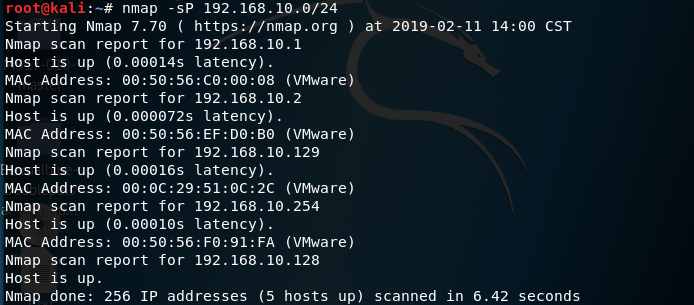 root@kali:~# nmap -sP 192.168.10.0/24
Starting Nmap 7.70 ( https://nmap.org ) at 2019-02-11 14:00 CST
Nmap scan report for 192.168.10.1
Host is up (0.00014s latency).
MAC Address: 00:50:56:C0:00:08 (VMware)
Nmap scan report for 192.168.10.2
Host is up (0.000072s latency).
MAC Address: 00:50:56:EF:D0:B0 (VMware)
Nmap scan report for 192.168.10.129
Host is up (0.00016s latency).
MAC Address: 00:0C:29:51:0C:2C (VMware)
Nmap scan report for 192.168.10.254
Host is up (0.00010s latency).
MAC Address: 00:50:56:F0:91:FA (VMware)
Nmap scan report for 192.168.10.128
Host is up.
Nmap done: 256 IP addresses (5 hosts up) scanned in 6.42 seconds